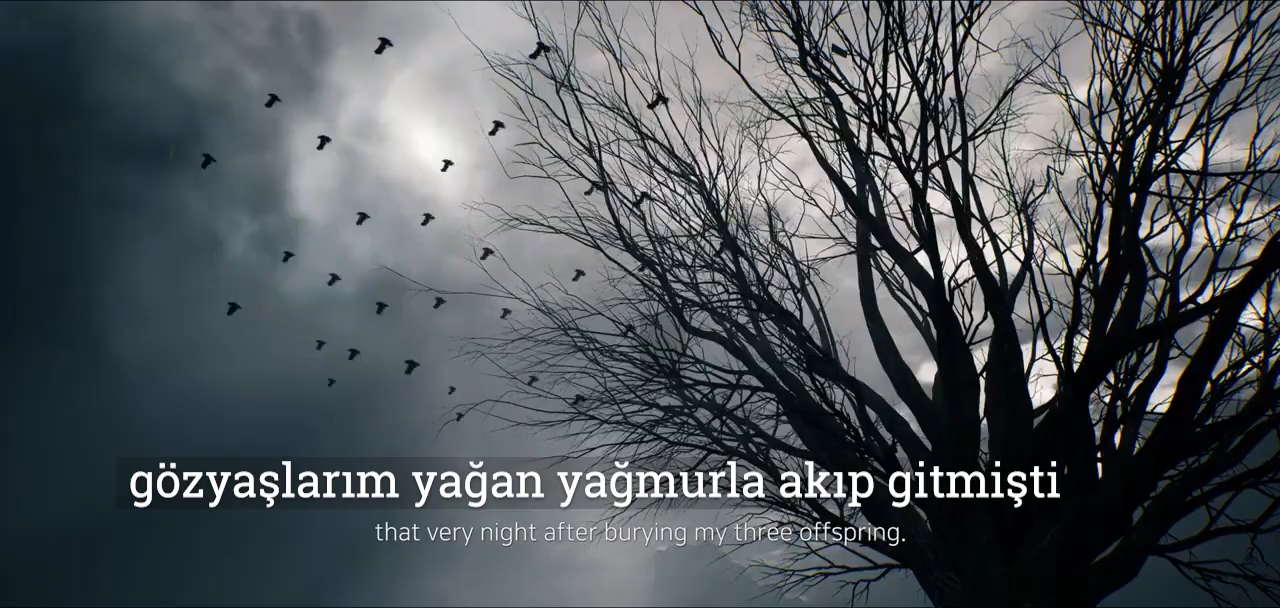 gözyaşlarım yağan yağmurla akıp gitmişti
that very night after burying my three offspring.